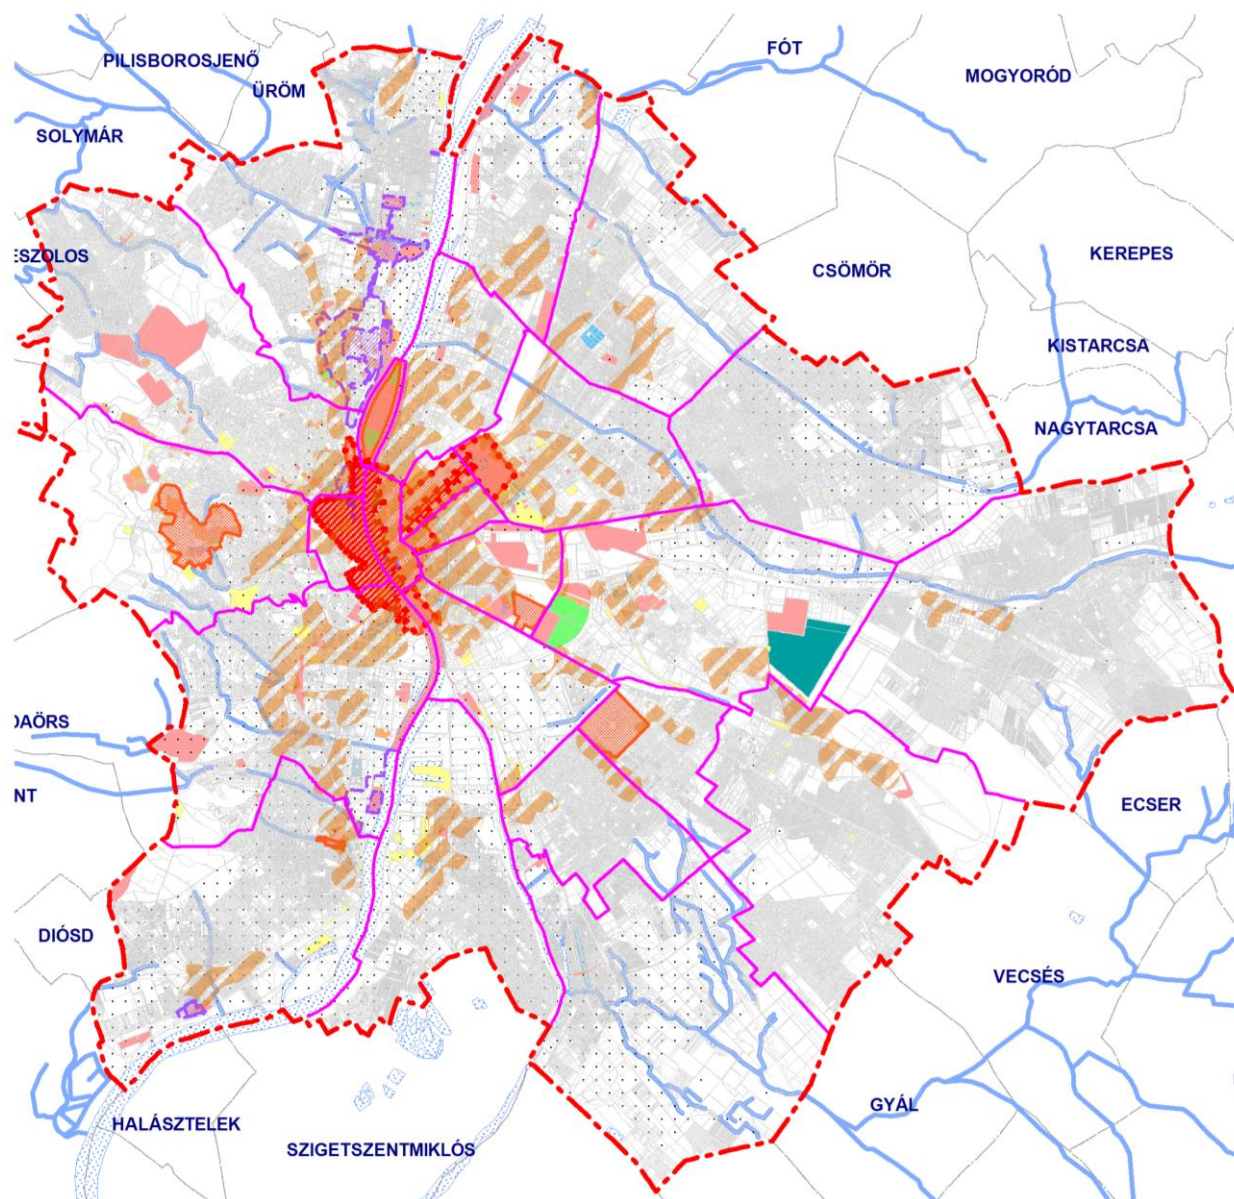 FÓT
PILISBOROSJENŐ
MOGYORÓD
ÜRÖM
SOLYMÁR
KEREPES
ESZOLOS
CSÖMÖR
KISTARCSA
NAGYTARCSA
DAÖRS
NT
ECSER
DIÓSD
VECSÉS
GYÁL
HALÁSZTELEK
SZIGETSZENTMIKLÓS